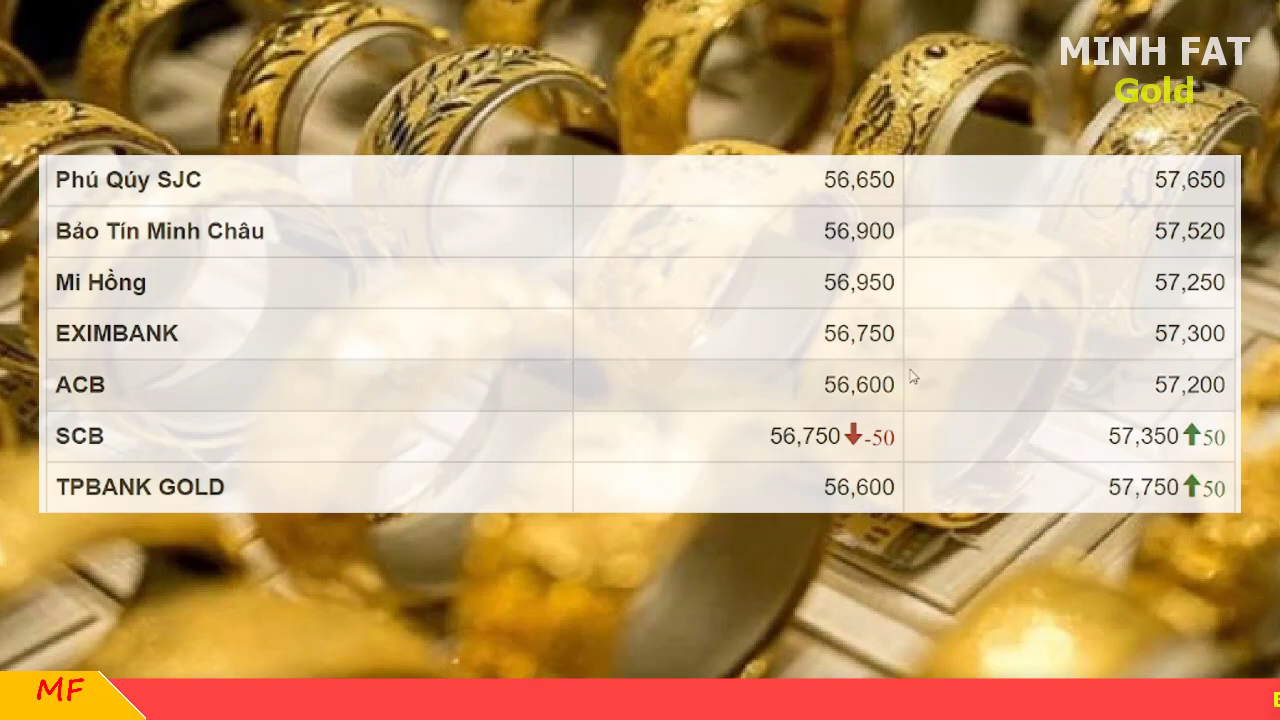 MINH FAT
Gold
Phú Qúy SJC 56,650 57,650
Bảo Tín Minh Châu 56,900 57,520
Mi Hồng 56,950 57,250
EXIMBANK 56,750 57,300
ACB 56,600 57,200
SCB 56,750 -50 57,350 50
TPBANK GOLD 56,600 57,750 50
MF